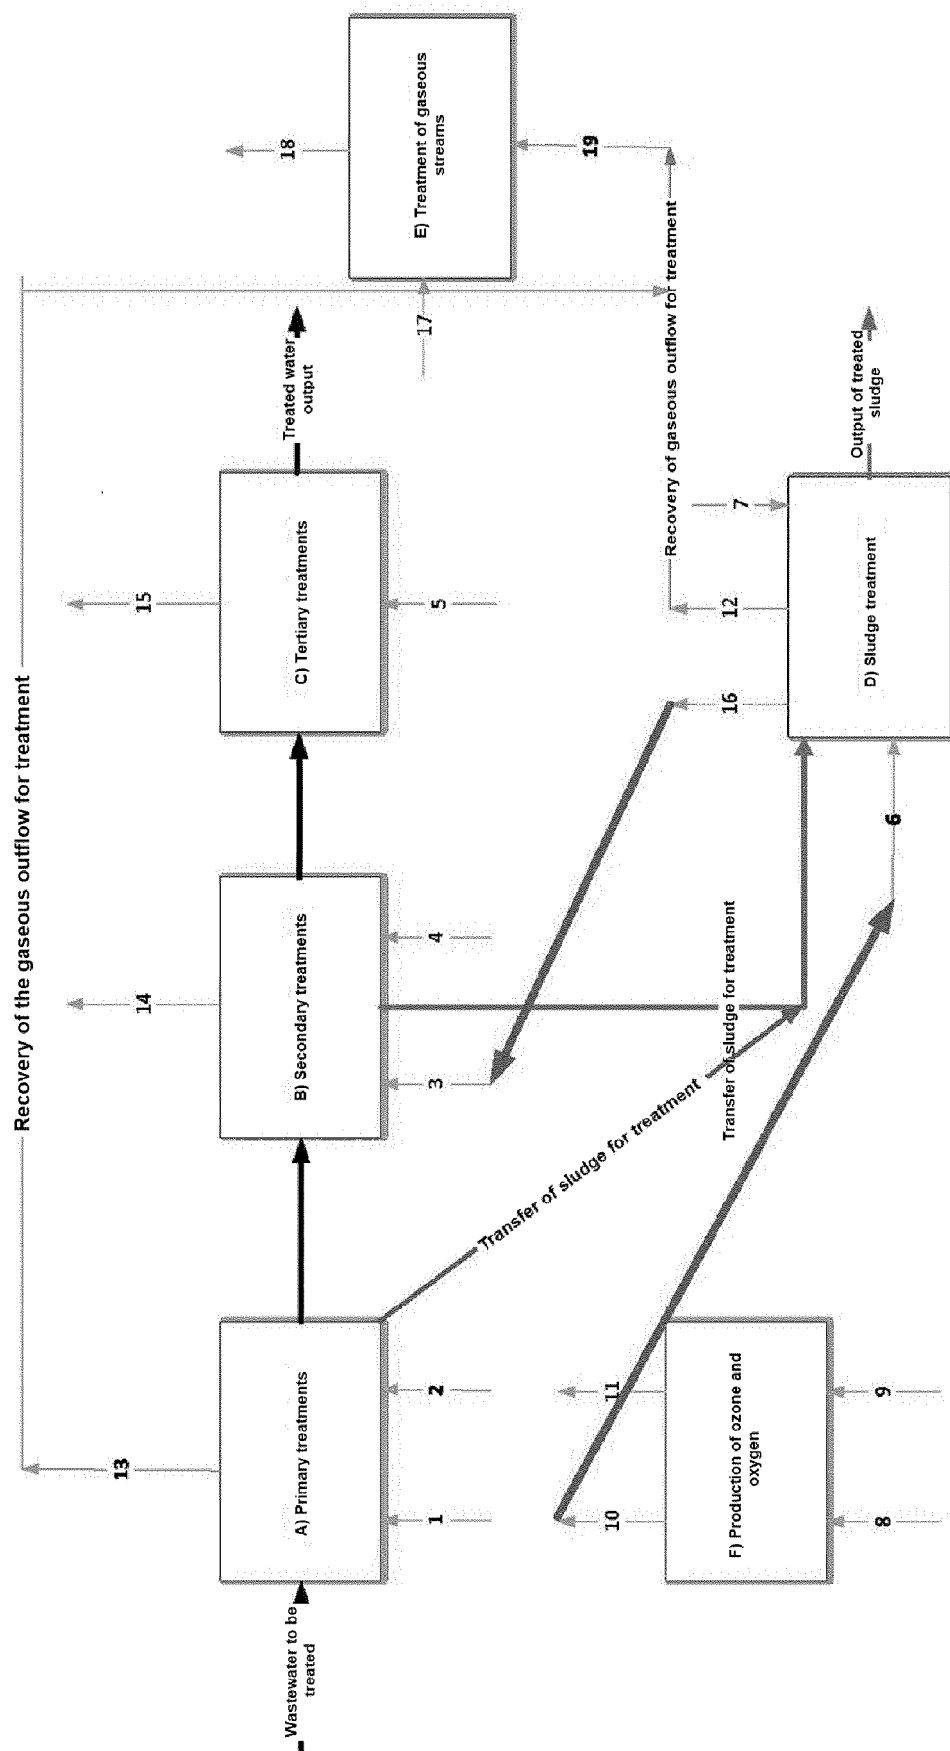 Recovery of the gaseous outflow for treatment
13
14
15
18
Wastewater to be
treated
A) Primary treatments
B) Secondary treatments
C) Tertiary treatments
Treated water
output
E) Treatment of gaseous
streams
1
2
3
4
5
17
19
Transfer of sludge for treatment
Transfer of sludge for treatment
Recovery of gaseous outflow for treatment
10
11
16
12
7
F) Production of ozone and
oxygen
D) Sludge treatment
Output of treated
sludge
6
8
9